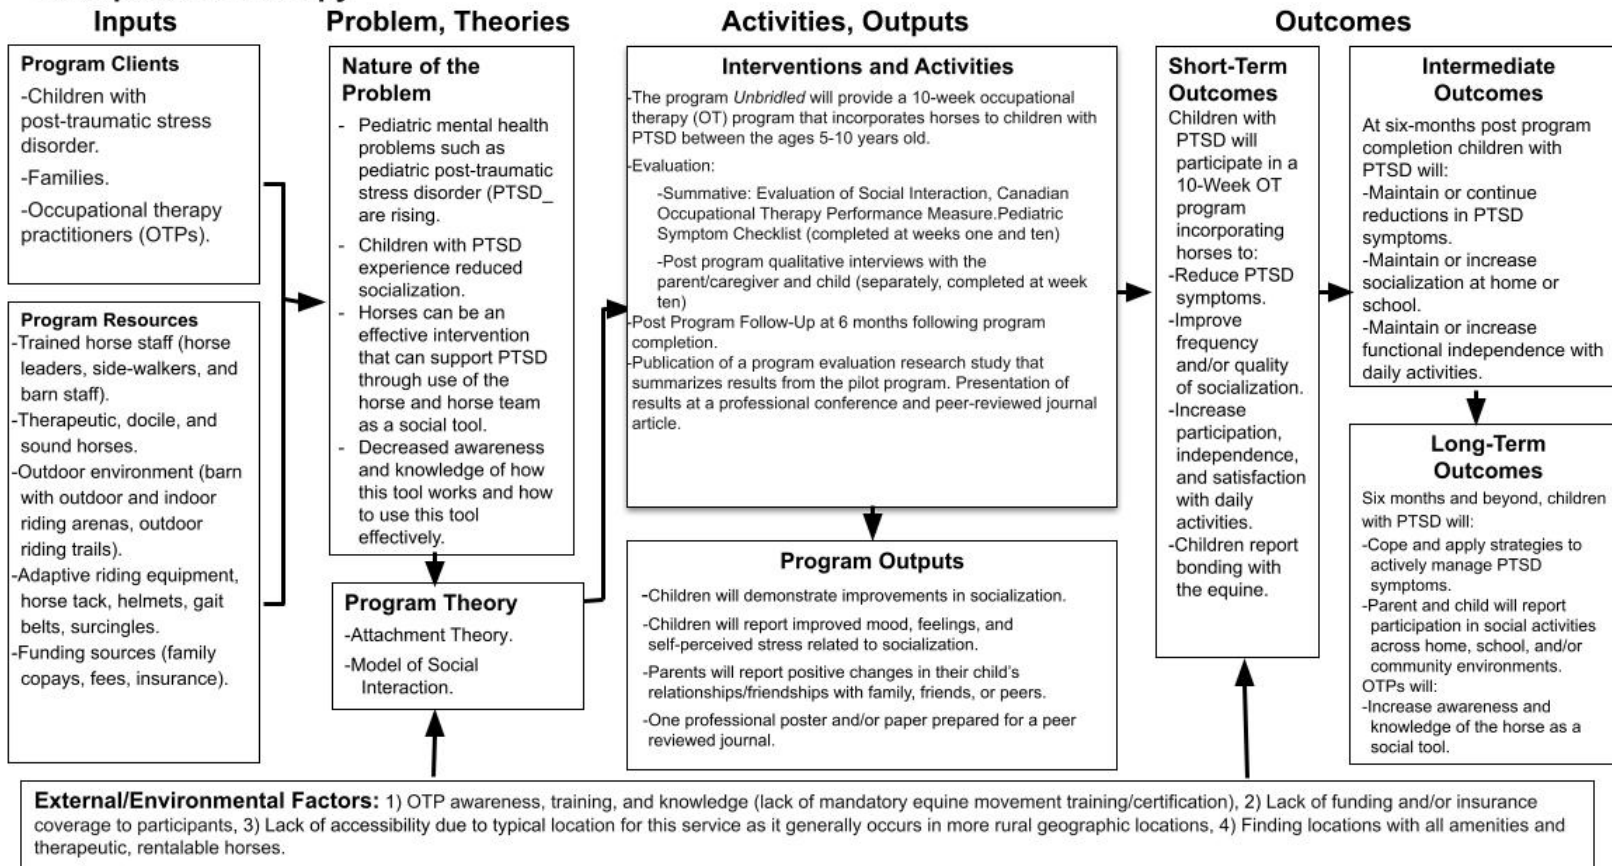 Inputs
Program Clients
-Children with
post-traumatic stress
disorder.
-Families.
-Occupational therapy
practitioners (OTPs).
Program Resources
-Trained horse staff (horse
leaders, side-walkers, and
barn staff).
-Therapeutic, docile, and
sound horses.
-Outdoor environment (barn
with outdoor and indoor
riding arenas, outdoor
riding trails).
-Adaptive riding equipment,
horse tack, helmets, gait
belts, surcingles.
-Funding sources (family
copays, fees, insurance).
Problem, Theories
Nature of the
Problem
- Pediatric mental health
problems such as
pediatric post-traumatic
stress disorder (PTSD_
are rising.
- Children with PTSD
experience reduced
socialization.
- Horses can be an
effective intervention
that can support PTSD
through use of the
horse and horse team
as a social tool.
- Decreased awareness
and knowledge of how
this tool works and how
to use this tool
effectively.
Program Theory
-Attachment Theory.
-Model of Social
Interaction.
Activities, Outputs
Interventions and Activities
-The program Unbridled will provide a 10-week occupational
therapy (OT) program that incorporates horses to children with
PTSD between the ages 5-10 years old.
-Evaluation:
-Summative: Evaluation of Social Interaction, Canadian
Occupational Therapy Performance Measure.Pediatric
Symptom Checklist (completed at weeks one and ten)
-Post program qualitative interviews with the
parent/caregiver and child (separately, completed at week
ten)
-Post Program Follow-Up at 6 months following program
completion.
-Publication of a program evaluation research study that
summarizes results from the pilot program. Presentation of
results at a professional conference and peer-reviewed journal
article.
Program Outputs
-Children will demonstrate improvements in socialization.
-Children will report improved mood, feelings, and
self-perceived stress related to socialization.
-Parents will report positive changes in their child's
relationships/friendships with family, friends, or peers.
-One professional poster and/or paper prepared for a peer
reviewed journal.
Outcomes
Short-Term
Outcomes
Children with
PTSD will
participate in a
10-Week OT
program
incorporating
horses to:
-Reduce PTSD
symptoms.
-Improve
frequency
and/or quality
of socialization.
-Increase
participation,
independence,
and satisfaction
with daily
activities.
-Children report
bonding with
the equine.
Intermediate
Outcomes
At six-months post program
completion children with
PTSD will:
-Maintain or continue
reductions in PTSD
symptoms.
-Maintain or increase
socialization at home or
school.
-Maintain or increase
functional independence with
daily activities.
Long-Term
Outcomes
Six months and beyond, children
with PTSD will:
-Cope and apply strategies to
actively manage PTSD
symptoms.
-Parent and child will report
participation in social activities
across home, school, and/or
community environments.
OTPs will:
-Increase awareness and
knowledge of the horse as a
social tool.
External/Environmental Factors: 1) OTP awareness, training, and knowledge (lack of mandatory equine movement training/certification), 2) Lack of funding and/or insurance
coverage to participants, 3) Lack of accessibility due to typical location for this service as it generally occurs in more rural geographic locations, 4) Finding locations with all amenities and
therapeutic, rentalable horses.